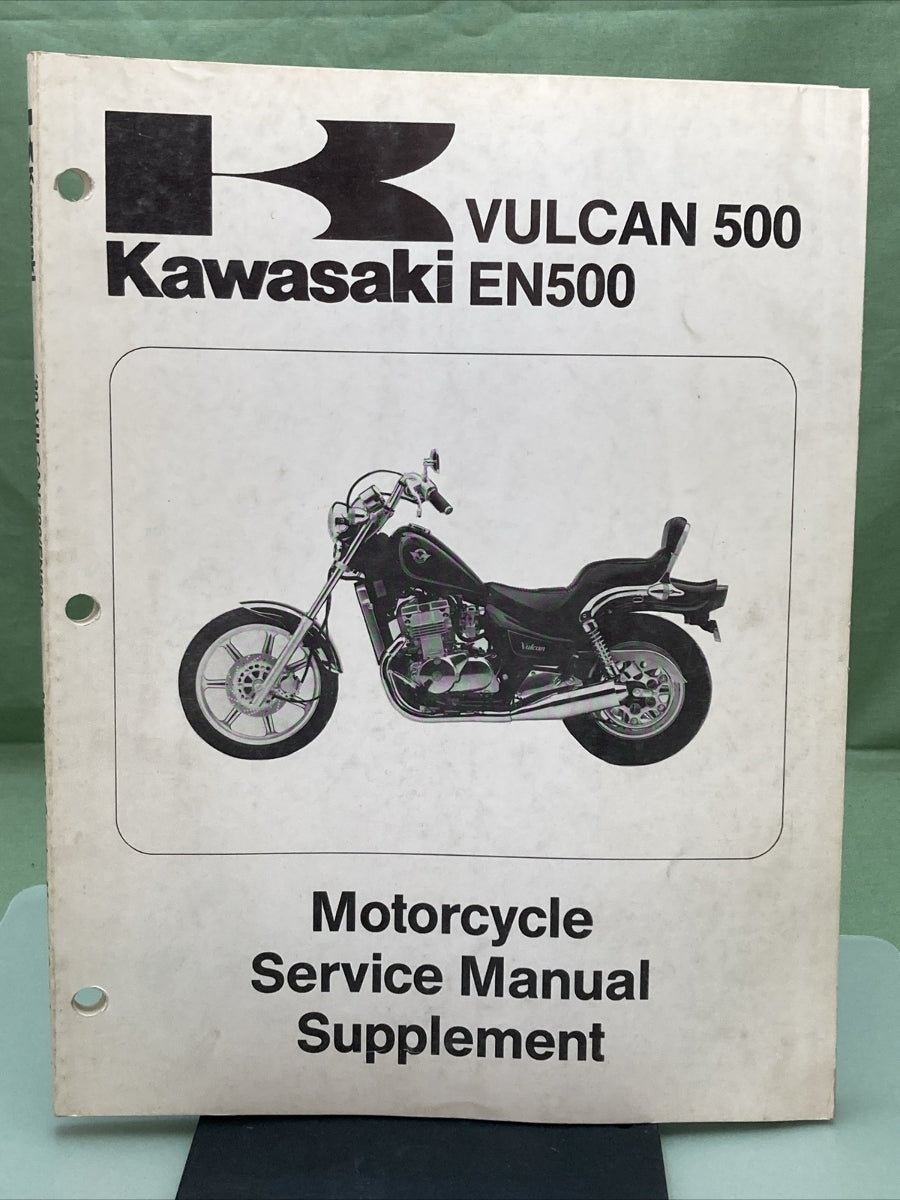 VULCAN 500
Kawasaki EN500
Vulcan
Motorcycle
Service Manual
Supplement